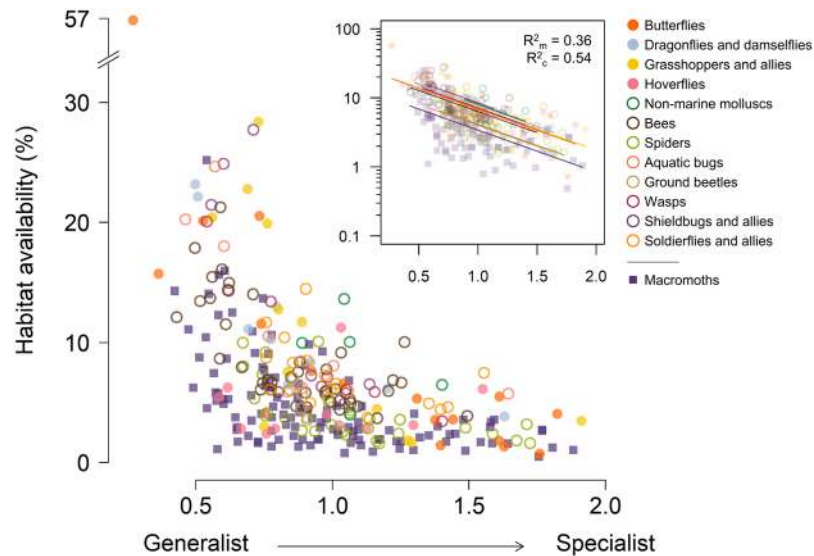 57
30
20
10
0
Habitat availability (%)
0.5 1.0 1.5 2.0
Generalist Specialist
100
10
1
0.1
0.5 1.0 1.5 2.0
R²m = 0.36
R²c = 0.54
Butterflies
Dragonflies and damselflies
Grasshoppers and allies
Hoverflies
Non-marine molluscs
Bees
Spiders
Aquatic bugs
Ground beetles
Wasps
Shieldbugs and allies
Soldierflies and allies
Macromoths